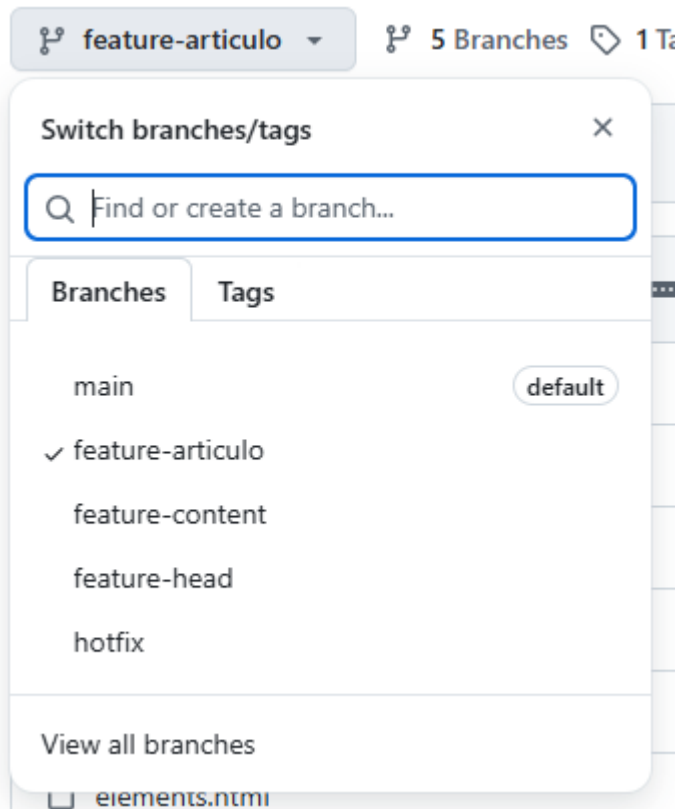 feature-articulo 5 Branches 1
Switch branches/tags
Find or create a branch...
Branches Tags
main default
feature-articulo
feature-content
feature-head
hotfix
View all branches
elements.html